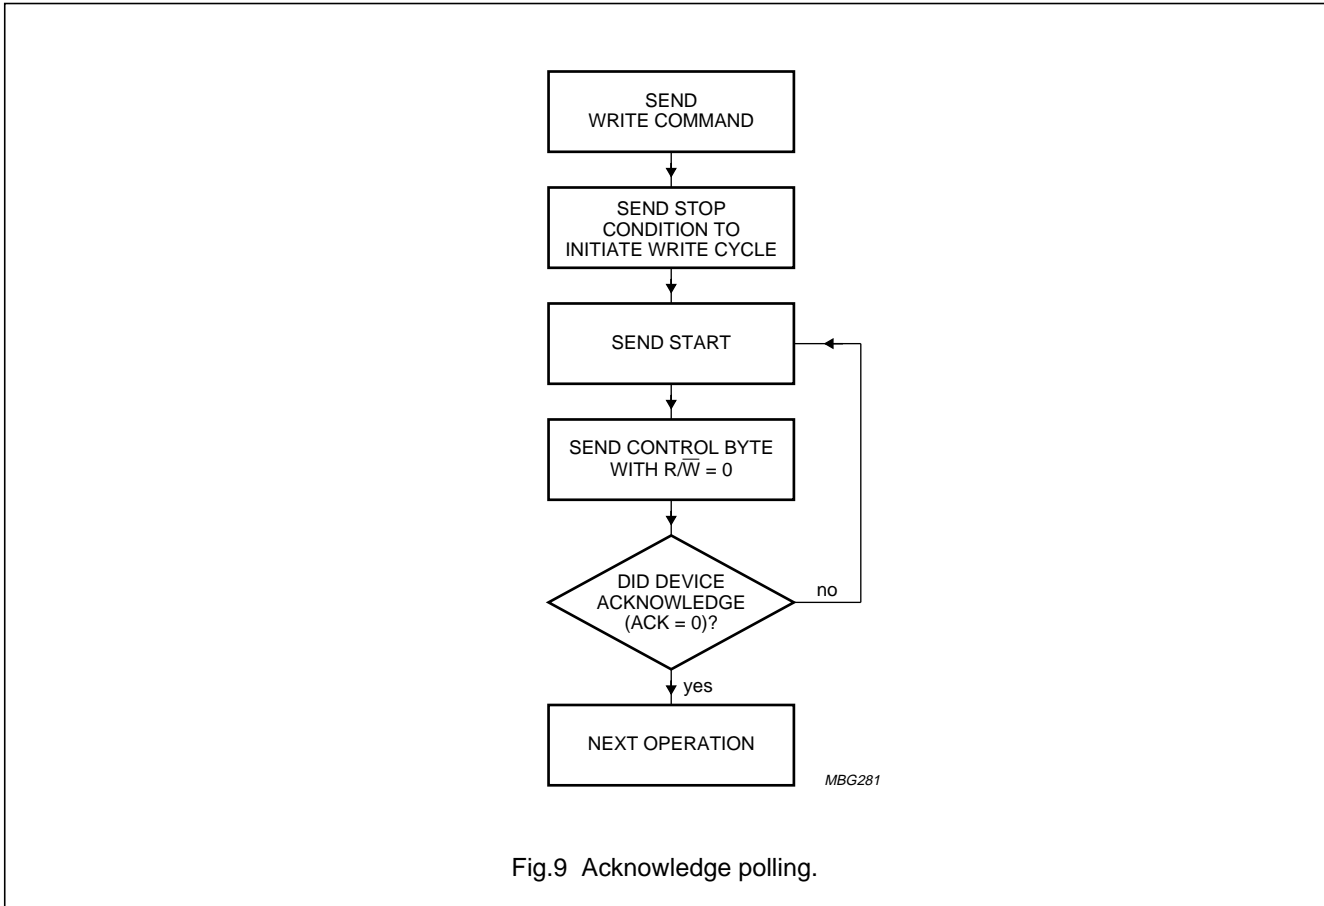 SEND
WRITE COMMAND
SEND STOP
CONDITION TO
INITIATE WRITE CYCLE
SEND START
SEND CONTROL BYTE
WITH R/W̅ = 0
DID DEVICE
ACKNOWLEDGE
(ACK = 0)?
no
yes
NEXT OPERATION
MBG281
Fig.9 Acknowledge polling.